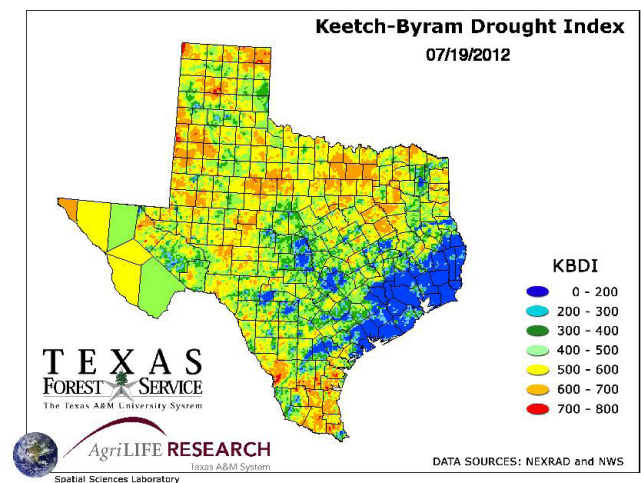 Keetch-Byram Drought Index
07/19/2012
KBDI
0 - 200
200 - 300
300 - 400
400 - 500
500 - 600
600 - 700
700 - 800
TEXAS
FOREST SERVICE
The Texas A&M University System
AgriLIFE RESEARCH
Texas A&M System
Spatial Sciences Laboratory
DATA SOURCES: NEXRAD and NWS